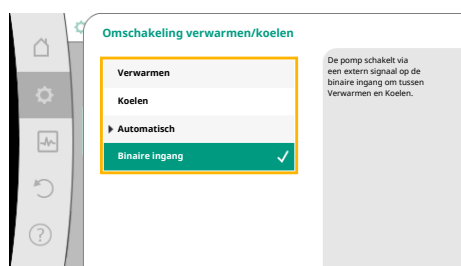 Omschakeling verwarmen/koelen
Verwarmen
Koelen
Automatisch
Binaire ingang
De pomp schakelt via
een extern signaal op de
binaire ingang om tussen
Verwarmen en Koelen.
?